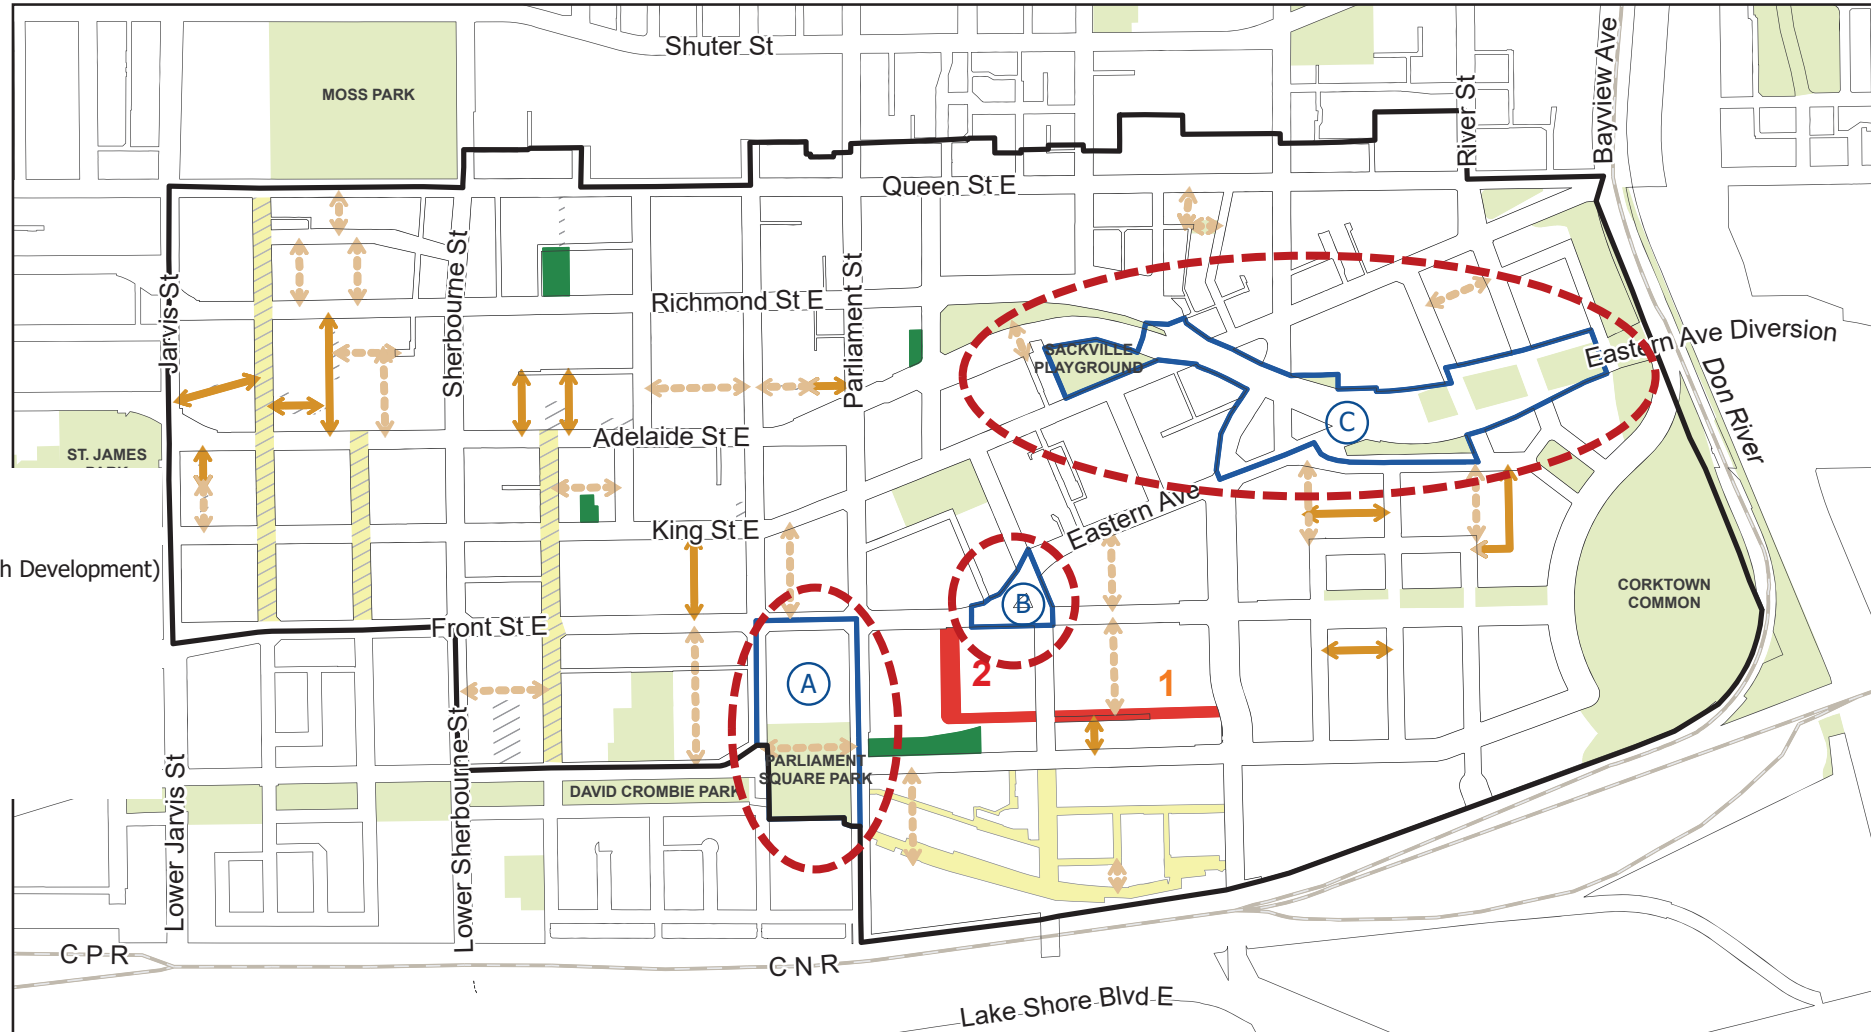 Shuter St
MOSS PARK
River St
Bayview Ave
Queen St E
Jarvis St
Sherbourne St
Richmond St E
Parliament St
Eastern Ave Diversion
SACKVILLE
PLAYGROUND
Don River
C
Adelaide St E
ST. JAMES
PARK
Eastern Ave
King St E
h Development)
CORKTOWN
COMMON
B
Front St E
A
2
1
PARLIAMENT
SQUARE PARK
DAVID CROMBIE PARK
Lower Jarvis St
Lower Sherbourne St
C P R
C N R
Lake Shore Blvd E